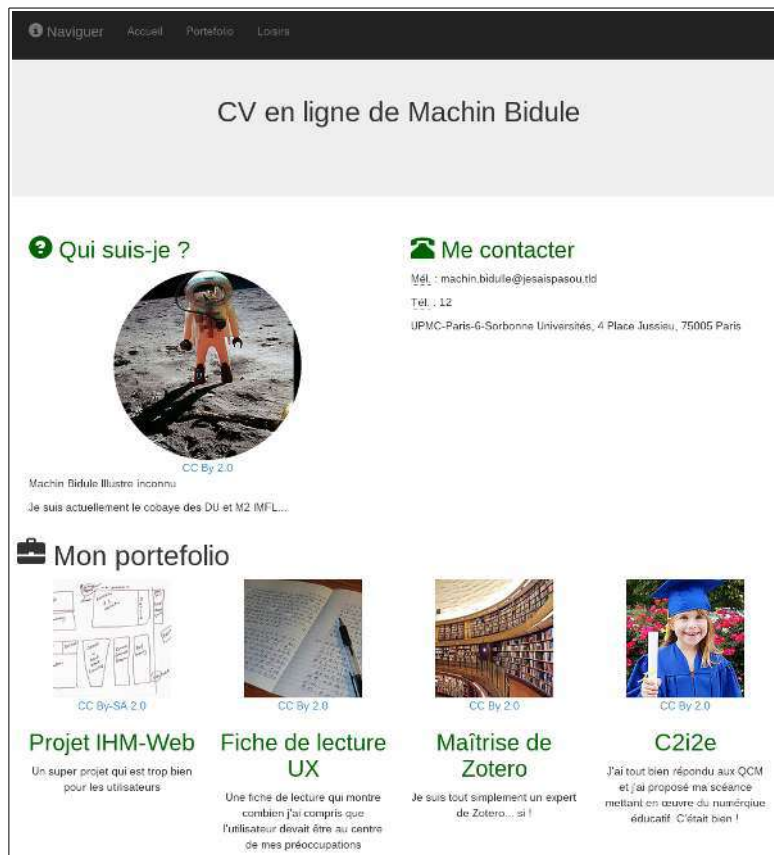 Naviguer Accueil Portefolio Loisirs
CV en ligne de Machin Bidule
Qui suis-je ?
CC By 2.0
Machin Bidule Illustre inconnu
Je suis actuellement le cobaye des DU et M2 IMFL...
Me contacter
Mél. : machin.bidulle@jesaispasou.tld
Tél. : 12
UPMC-Paris-6-Sorbonne Universités, 4 Place Jussieu, 75005 Paris
Mon portefolio
CC By-SA 2.0
Projet IHM-Web
Un super projet qui est trop bien
pour les utilisateurs
CC By 2.0
Fiche de lecture
UX
Une fiche de lecture qui montre
combien j'ai compris que
l'utilisateur devait être au centre
de mes préoccupations
CC By 2.0
Maîtrise de
Zotero
Je suis tout simplement un expert
de Zotero... si !
CC By 2.0
C2i2e
J'ai tout bien répondu aux QCM
et j'ai proposé ma scéance
mettant en œuvre du numérqiue
éducatif. C'était bien !